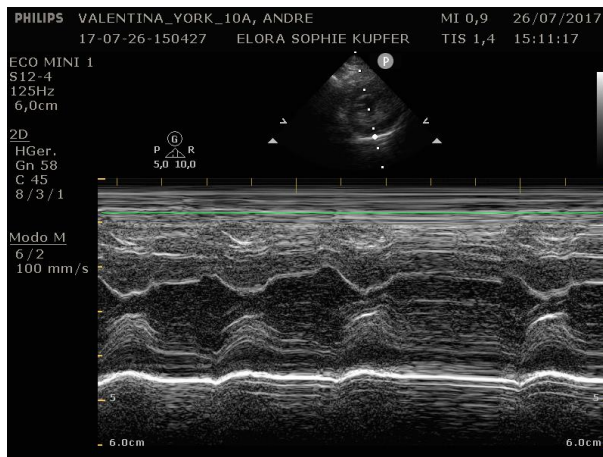 PHILIPS VALENTINA_YORK_10A, ANDRE MI 0,9 26/07/2017
17-07-26-150427 ELORA SOPHIE KUPFER TIS 1,4 15:11:17
ECO MINI 1
S12-4
125Hz
6,0cm
P
2D
HGer.
Gn 58
C 45
8/3/1
G
P R
5,0 10,0
Modo M
6/2
100 mm/s
5 5
6.0cm 6.0cm